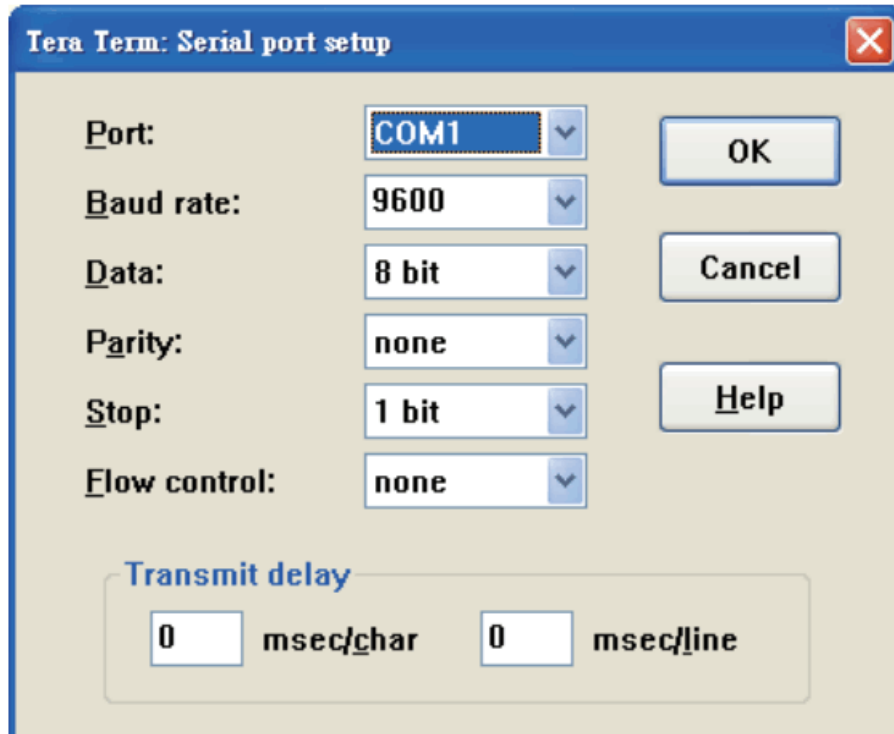 Tera Term: Serial port setup
Port: COM1
OK
Baud rate: 9600
Data: 8 bit
Cancel
Parity: none
Stop: 1 bit
Help
Flow control: none
Transmit delay
0 msec/char 0 msec/line